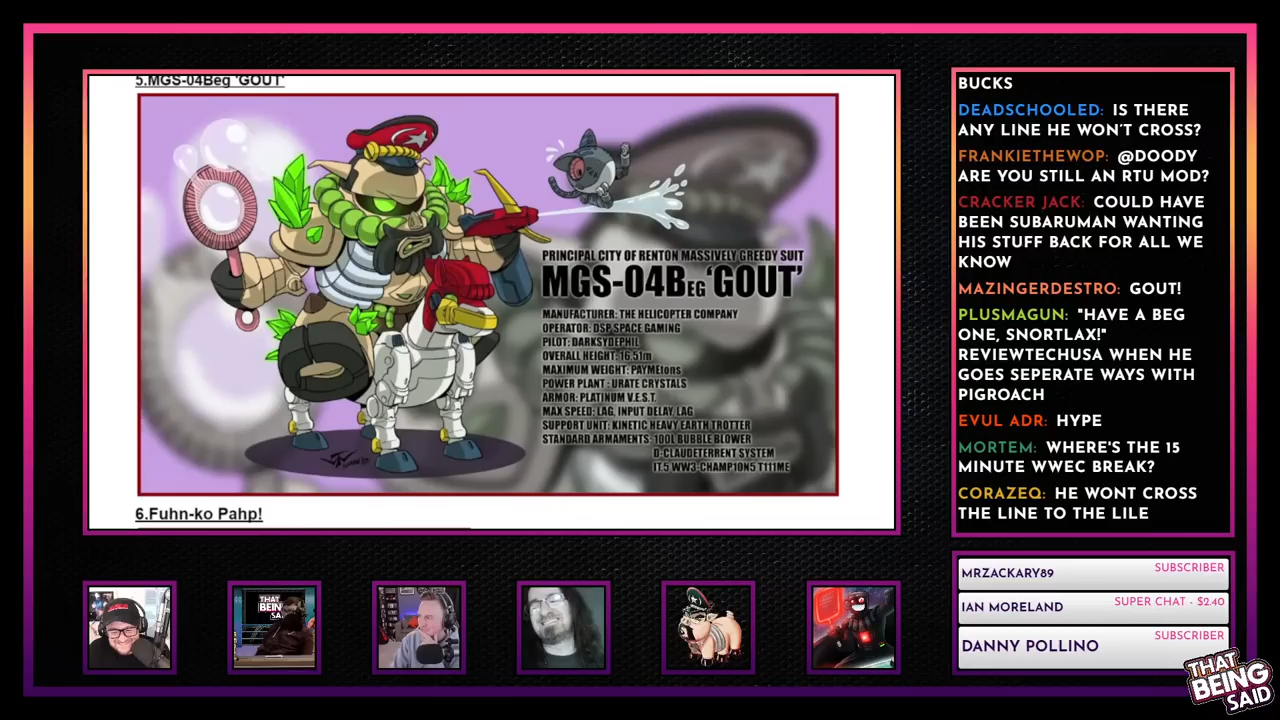 5.MGS-04Beg 'GOUT'
PRINCIPAL CITY OF RENTON MASSIVELY GREEDY SUIT
MGS-04BEG 'GOUT'
MANUFACTURER: THE HELICOPTER COMPANY
OPERATOR: DSP SPACE GAMING
PILOT: DARKSYDEPHIL
OVERALL HEIGHT: 16.51m
MAXIMUM WEIGHT: PAYMEtons
POWER PLANT : URATE CRYSTALS
ARMOR: PLATINUM V.E.S.T.
MAX SPEED: LAG, INPUT DELAY, LAG
SUPPORT UNIT: KINETIC HEAVY EARTH TROTTER
STANDARD ARMAMENTS: 100L BUBBLE BLOWER
D-CLAUDETERRENT SYSTEM
IT.5 WW3-CHAMP10N5 T111ME
6.Fuhn-ko Pahp!
BUCKS
DEADSCHOOLED: IS THERE
ANY LINE HE WON'T CROSS?
FRANKIETHEWOP: @DOODY
ARE YOU STILL AN RTU MOD?
CRACKER JACK: COULD HAVE
BEEN SUBARUMAN WANTING
HIS STUFF BACK FOR ALL WE
KNOW
MAZINGERDESTRO: GOUT!
PLUSMAGUN: "HAVE A BEG
ONE, SNORTLAX!"
REVIEWTECHUSA WHEN HE
GOES SEPERATE WAYS WITH
PIGROACH
EVUL ADR: HYPE
MORTEM: WHERE'S THE 15
MINUTE WWEC BREAK?
CORAZEQ: HE WONT CROSS
THE LINE TO THE LILE
MRZACKARY89 SUBSCRIBER
IAN MORELAND SUPER CHAT - $2.40
DANNY POLLINO SUBSCRIBER
THAT
BEING
SAID